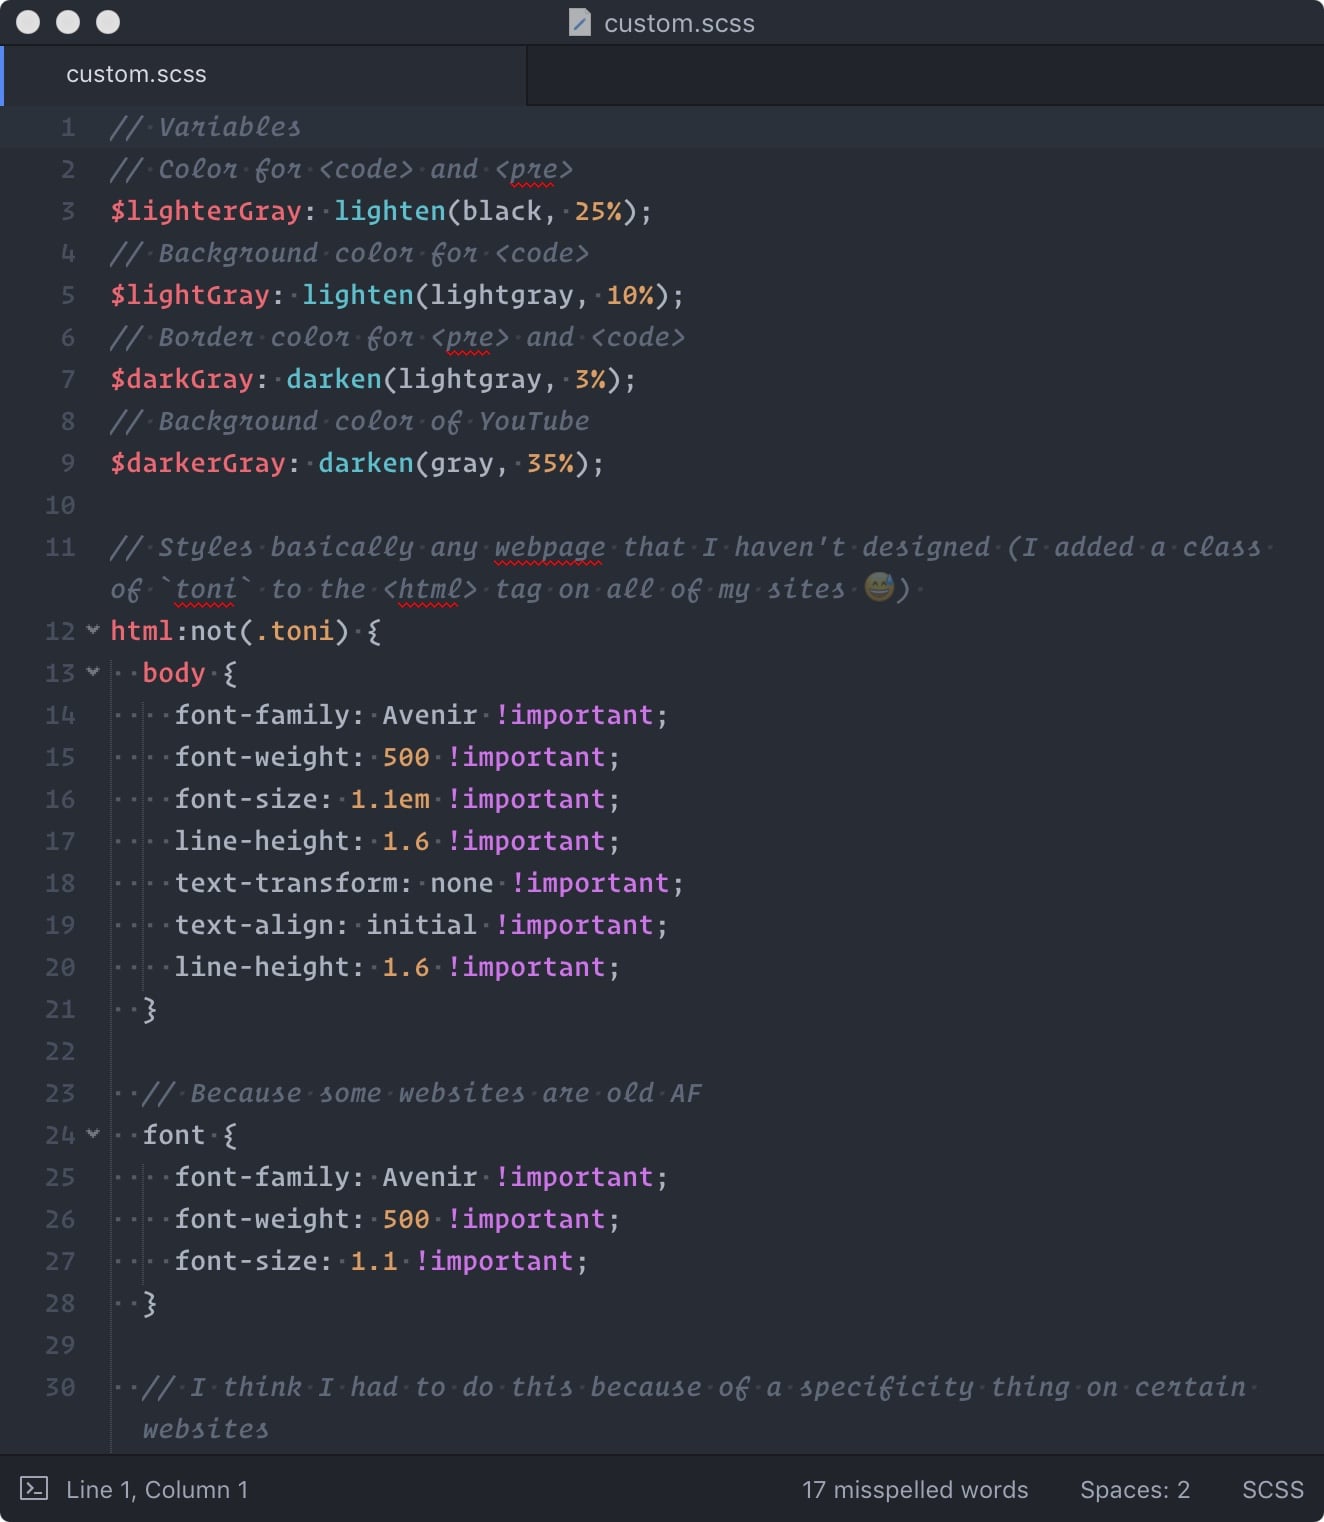 custom.scss
custom.scss
1 // Variables
2 // Color for <code> and <pre>
3 $lighterGray: lighten(black, 25%);
4 // Background color for <code>
5 $lightGray: lighten(lightgray, 10%);
6 // Border color for <pre> and <code>
7 $darkGray: darken(lightgray, 3%);
8 // Background color of YouTube
9 $darkerGray: darken(gray, 35%);
10
11 // Styles basically any webpage that I haven't designed (I added a class
of `toni` to the <html> tag on all of my sites 😅)
12 html:not(.toni) {
13   body {
14     font-family: Avenir !important;
15     font-weight: 500 !important;
16     font-size: 1.1em !important;
17     line-height: 1.6 !important;
18     text-transform: none !important;
19     text-align: initial !important;
20     line-height: 1.6 !important;
21   }
22
23   // Because some websites are old AF
24   font {
25     font-family: Avenir !important;
26     font-weight: 500 !important;
27     font-size: 1.1 !important;
28   }
29
30   // I think I had to do this because of a specificity thing on certain
websites
Line 1, Column 1 17 misspelled words Spaces: 2 SCSS